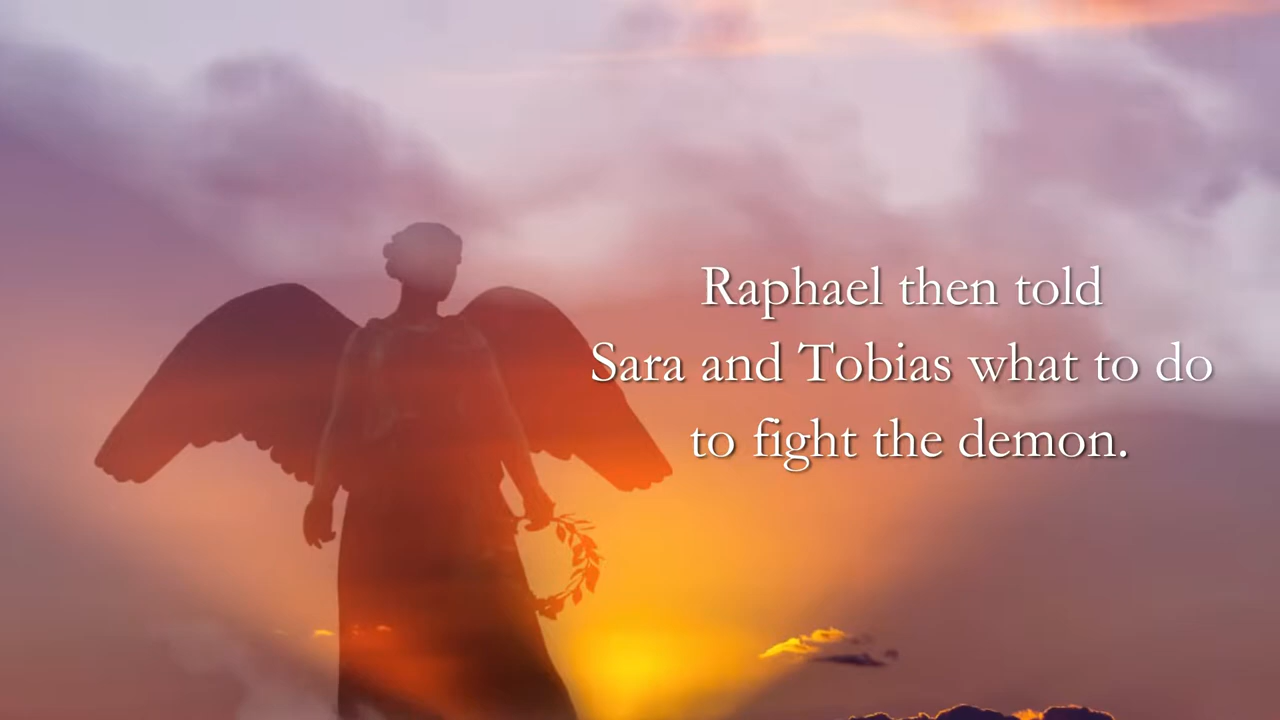 Raphael then told
Sara and Tobias what to do
to fight the demon.